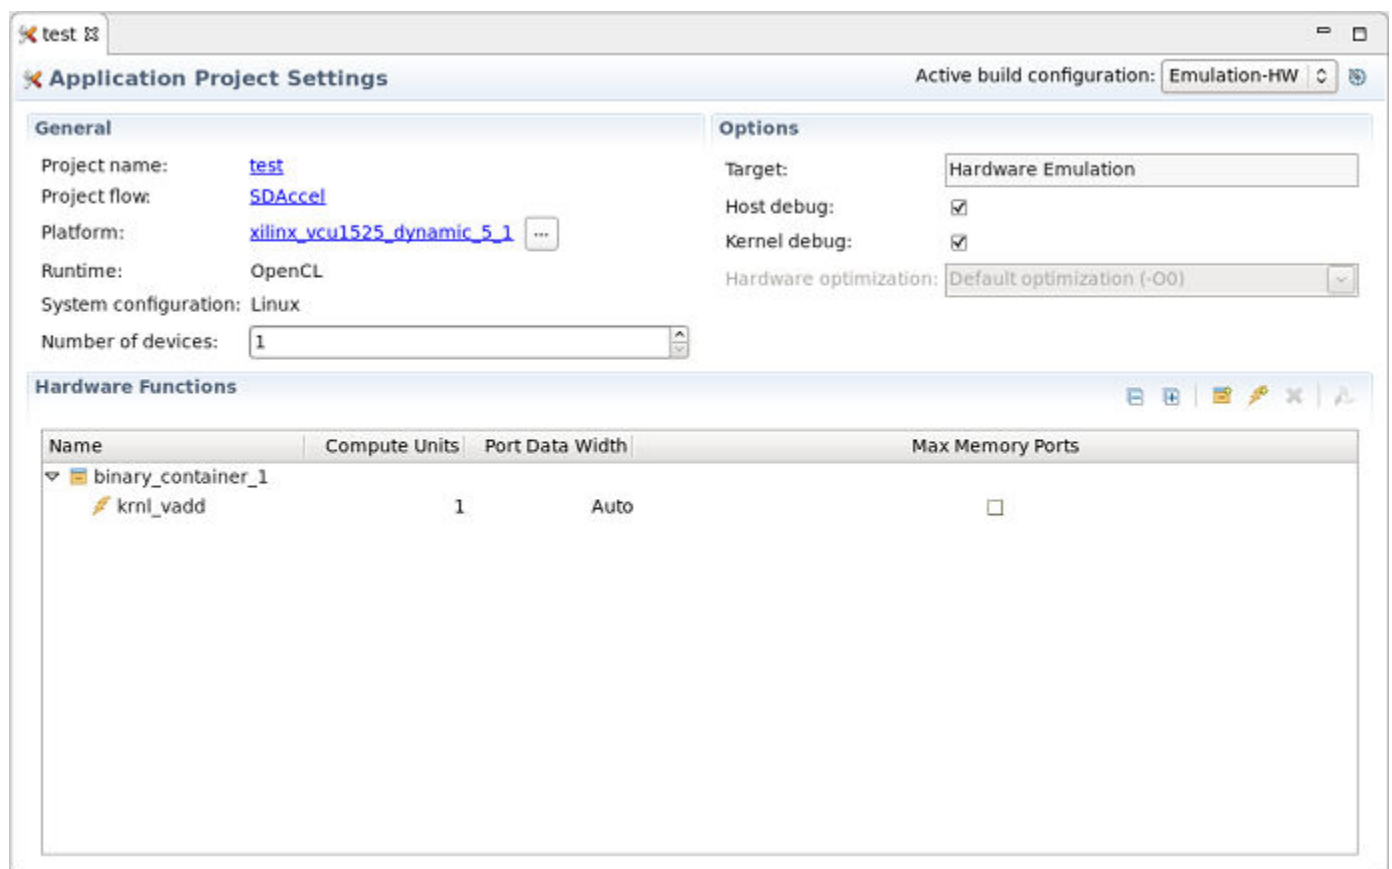 test
Application Project Settings
Active build configuration: Emulation-HW
General
Project name: test
Project flow: SDAccel
Platform: xilinx_vcu1525_dynamic_5_1 ...
Runtime: OpenCL
System configuration: Linux
Number of devices: 1
Options
Target: Hardware Emulation
Host debug:
Kernel debug:
Hardware optimization: Default optimization (-O0)
Hardware Functions
Name Compute Units Port Data Width Max Memory Ports
binary_container_1
krnl_vadd 1 Auto